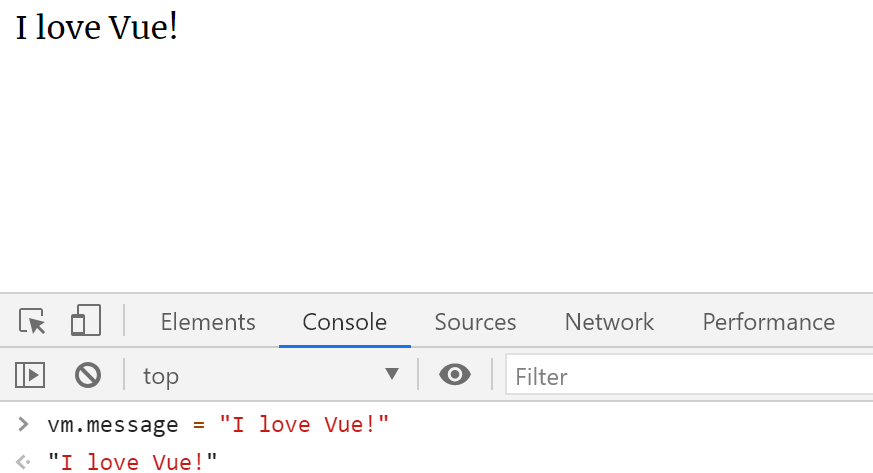 I love Vue!
Elements Console Sources Network Performance
top Filter
> vm.message = "I love Vue!"
"I love Vue!"